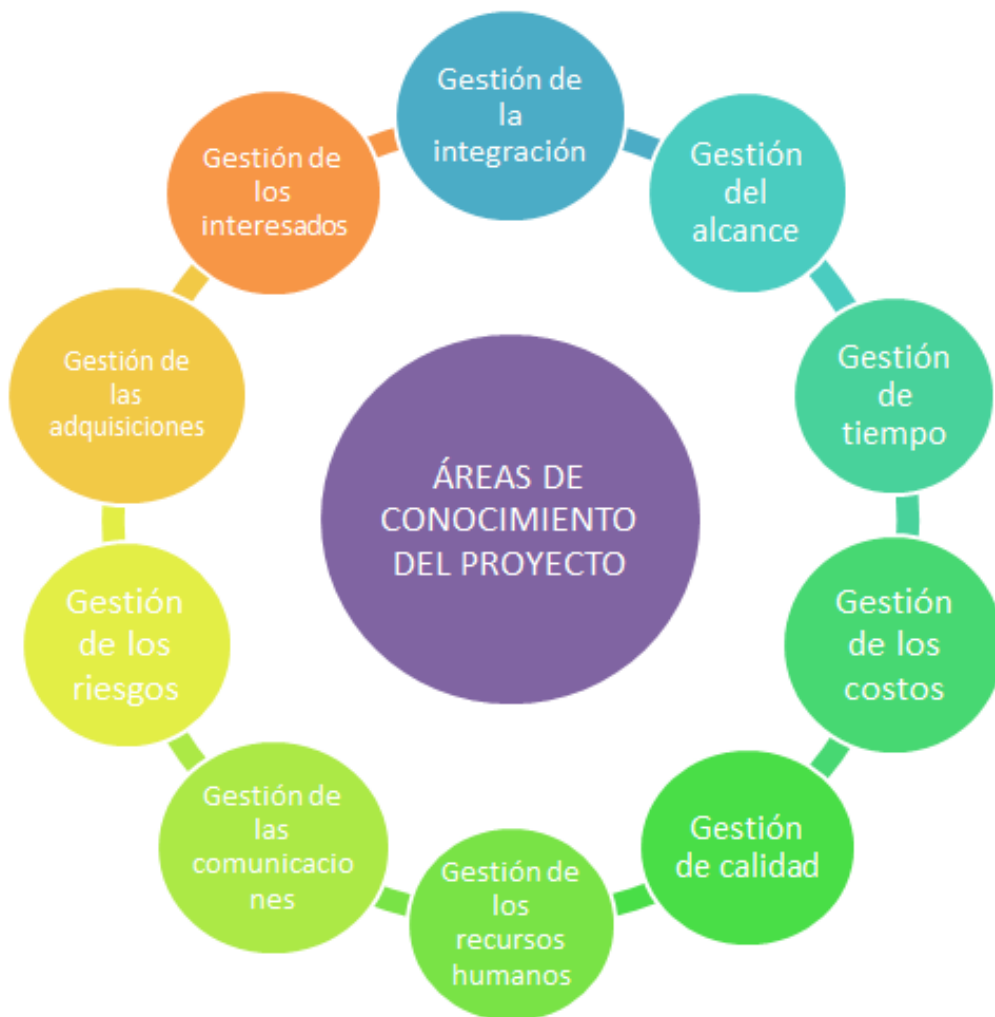 Gestión de
la
integración
Gestión
del
alcance
Gestión
de
tiempo
Gestión
de los
costos
Gestión
de calidad
Gestión de
los
recursos
humanos
Gestión de
las
comunicacio
nes
Gestión
de los
riesgos
Gestión de
las
adquisiciones
Gestión de
los
interesados
ÁREAS DE
CONOCIMIENTO
DEL PROYECTO